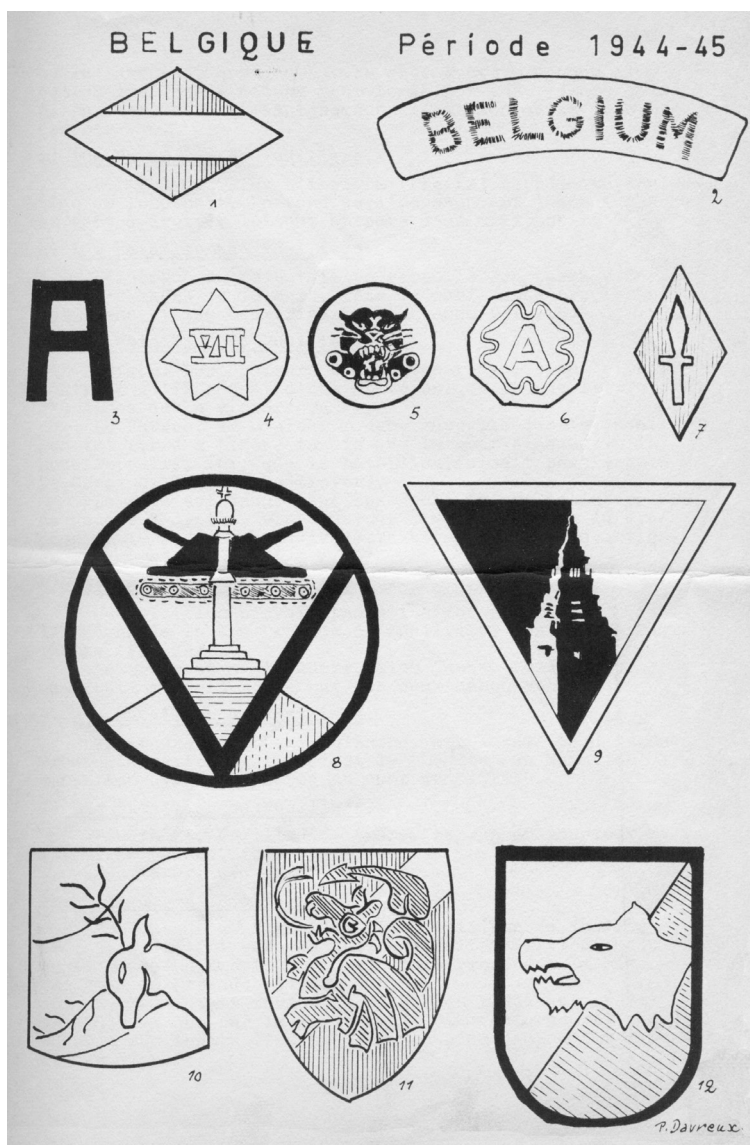 BELGIQUE Période 1944-45
BELGIUM
1 2
VII A
3 4 5 6 7
8 9
10 11 12
P. Davreux